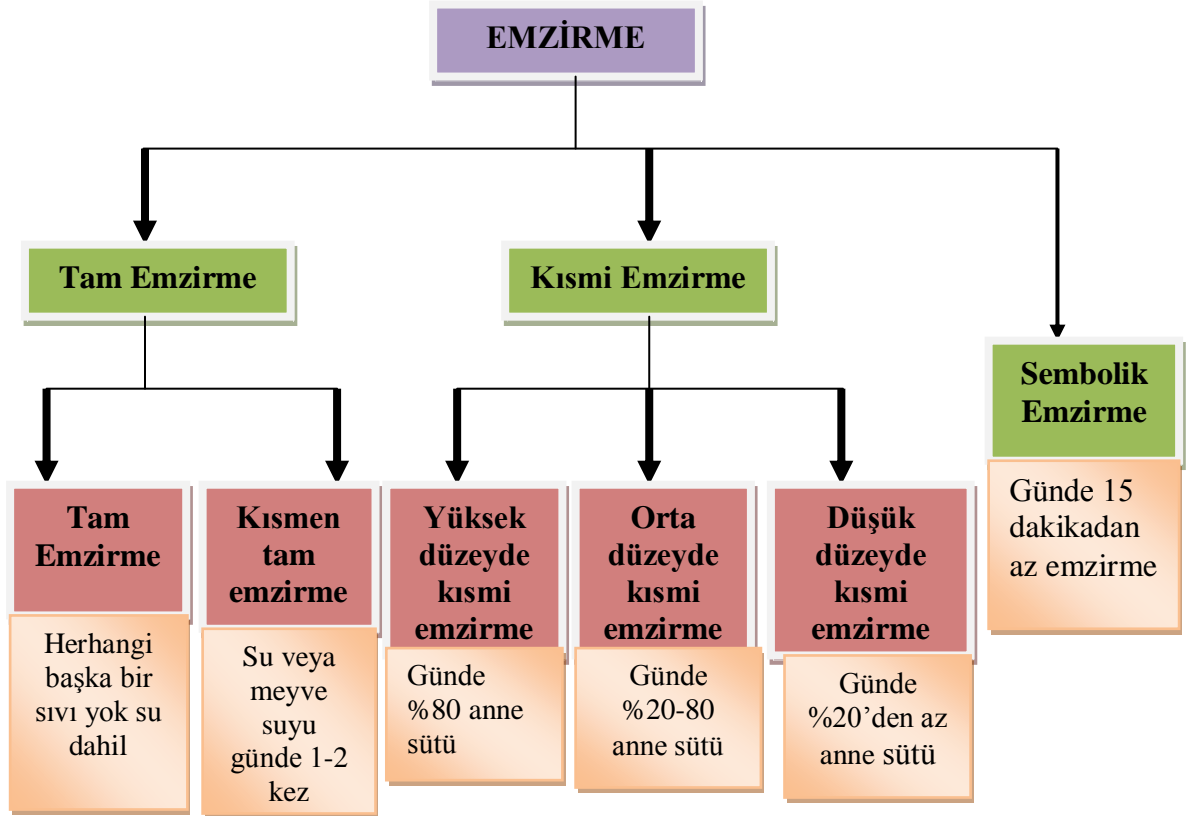 EMZİRME
Tam Emzirme
Kısmi Emzirme
Sembolik
Emzirme
Günde 15
dakikadan
az emzirme
Tam
Emzirme
Herhangi
başka bir
sıvı yok su
dahil
Kısmen
tam
emzirme
Su veya
meyve
suyu
günde 1-2
kez
Yüksek
düzeyde
kısmi
emzirme
Günde
%80 anne
sütü
Orta
düzeyde
kısmi
emzirme
Günde
%20-80
anne sütü
Düşük
düzeyde
kısmi
emzirme
Günde
%20’den az
anne sütü